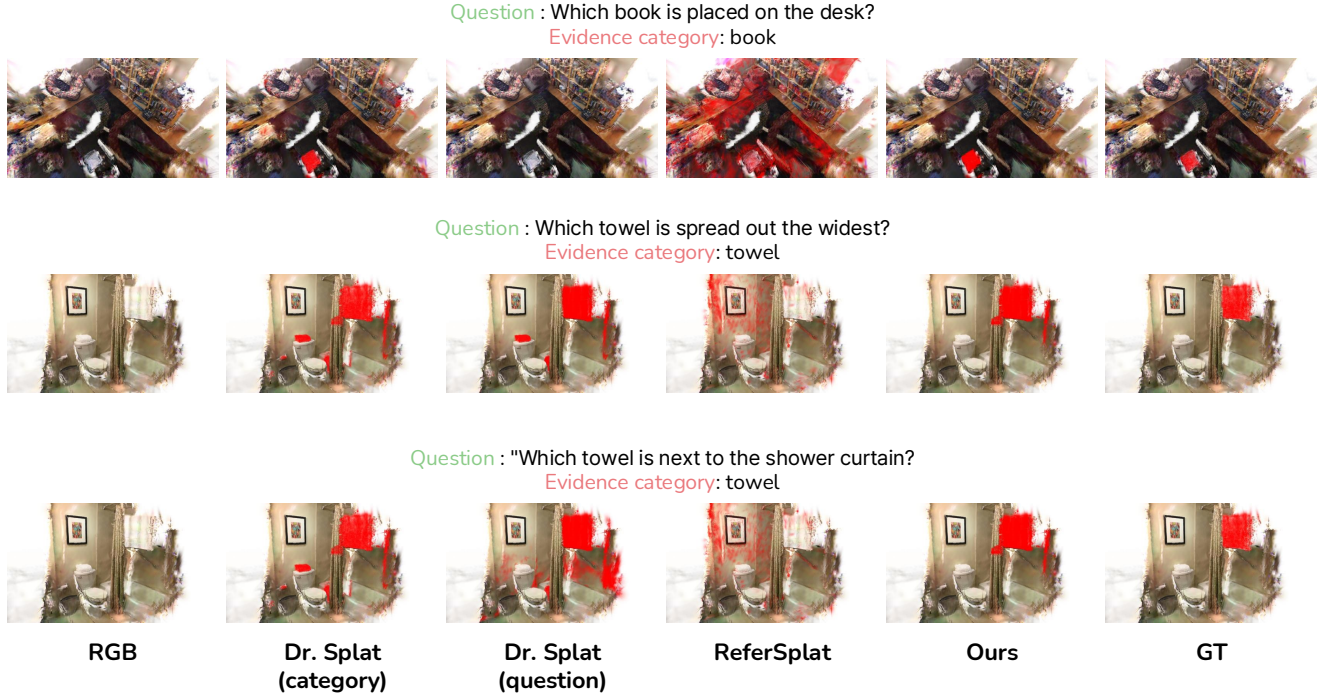 Question : Which book is placed on the desk?
Evidence category: book
Question : Which towel is spread out the widest?
Evidence category: towel
Question : "Which towel is next to the shower curtain?
Evidence category: towel
RGB
Dr. Splat
(category)
Dr. Splat
(question)
ReferSplat
Ours
GT